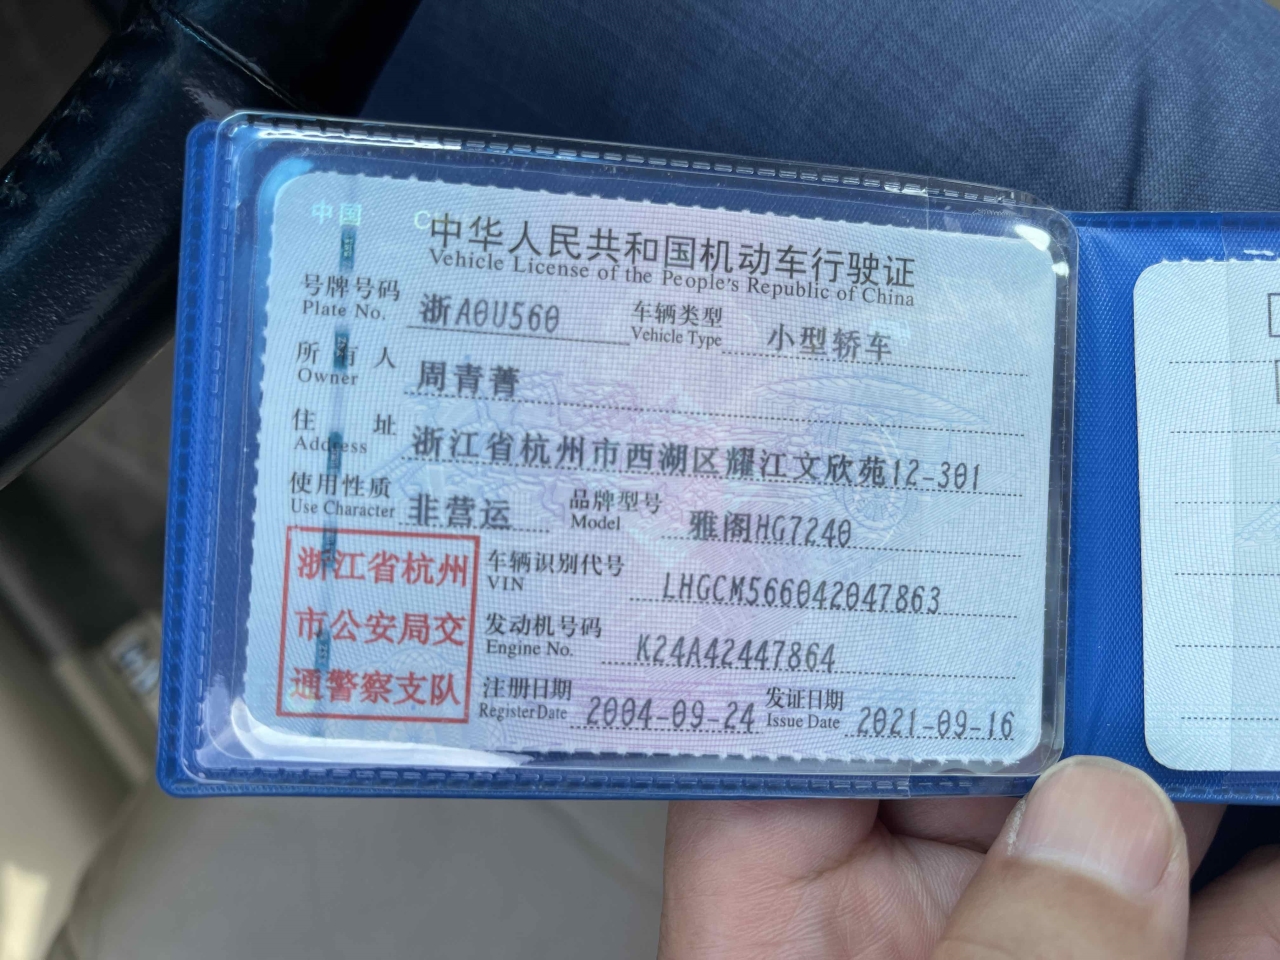 中国 C
中华人民共和国机动车行驶证
Vehicle License of the People's Republic of China
号牌号码 浙A0U560 车辆类型 小型轿车
Plate No. Vehicle Type
所有人 周青菁
Owner
住址 浙江省杭州市西湖区耀江文欣苑12-301
Address
使用性质 非营运 品牌型号 雅阁HG7240
Use Character Model
浙江省杭州
市公安局交
通警察支队
车辆识别代号 LHGCM566042047863
VIN
发动机号码 K24A42447864
Engine No.
注册日期 2004-09-24 发证日期 2021-09-16
Register Date Issue Date